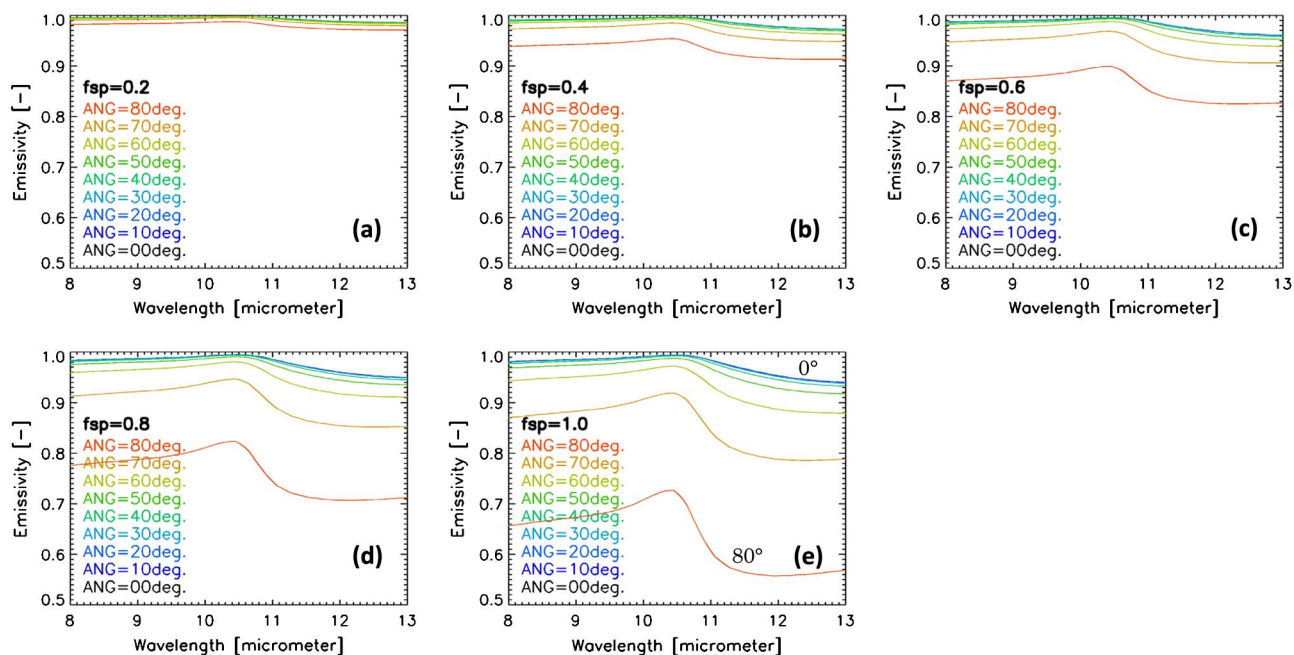 1.0
0.9
0.8
0.7
0.6
0.5
Emissivity [-]
fsp=0.2
ANG=80deg.
ANG=70deg.
ANG=60deg.
ANG=50deg.
ANG=40deg.
ANG=30deg.
ANG=20deg.
ANG=10deg.
ANG=00deg.
(a)
8 9 10 11 12 13
Wavelength [micrometer]
1.0
0.9
0.8
0.7
0.6
0.5
Emissivity [-]
fsp=0.4
ANG=80deg.
ANG=70deg.
ANG=60deg.
ANG=50deg.
ANG=40deg.
ANG=30deg.
ANG=20deg.
ANG=10deg.
ANG=00deg.
(b)
8 9 10 11 12 13
Wavelength [micrometer]
1.0
0.9
0.8
0.7
0.6
0.5
Emissivity [-]
fsp=0.6
ANG=80deg.
ANG=70deg.
ANG=60deg.
ANG=50deg.
ANG=40deg.
ANG=30deg.
ANG=20deg.
ANG=10deg.
ANG=00deg.
(c)
8 9 10 11 12 13
Wavelength [micrometer]
1.0
0.9
0.8
0.7
0.6
0.5
Emissivity [-]
fsp=0.8
ANG=80deg.
ANG=70deg.
ANG=60deg.
ANG=50deg.
ANG=40deg.
ANG=30deg.
ANG=20deg.
ANG=10deg.
ANG=00deg.
(d)
8 9 10 11 12 13
Wavelength [micrometer]
1.0
0.9
0.8
0.7
0.6
0.5
Emissivity [-]
0°
fsp=1.0
ANG=80deg.
ANG=70deg.
ANG=60deg.
ANG=50deg.
ANG=40deg.
ANG=30deg.
ANG=20deg.
ANG=10deg.
ANG=00deg.
80°
(e)
8 9 10 11 12 13
Wavelength [micrometer]